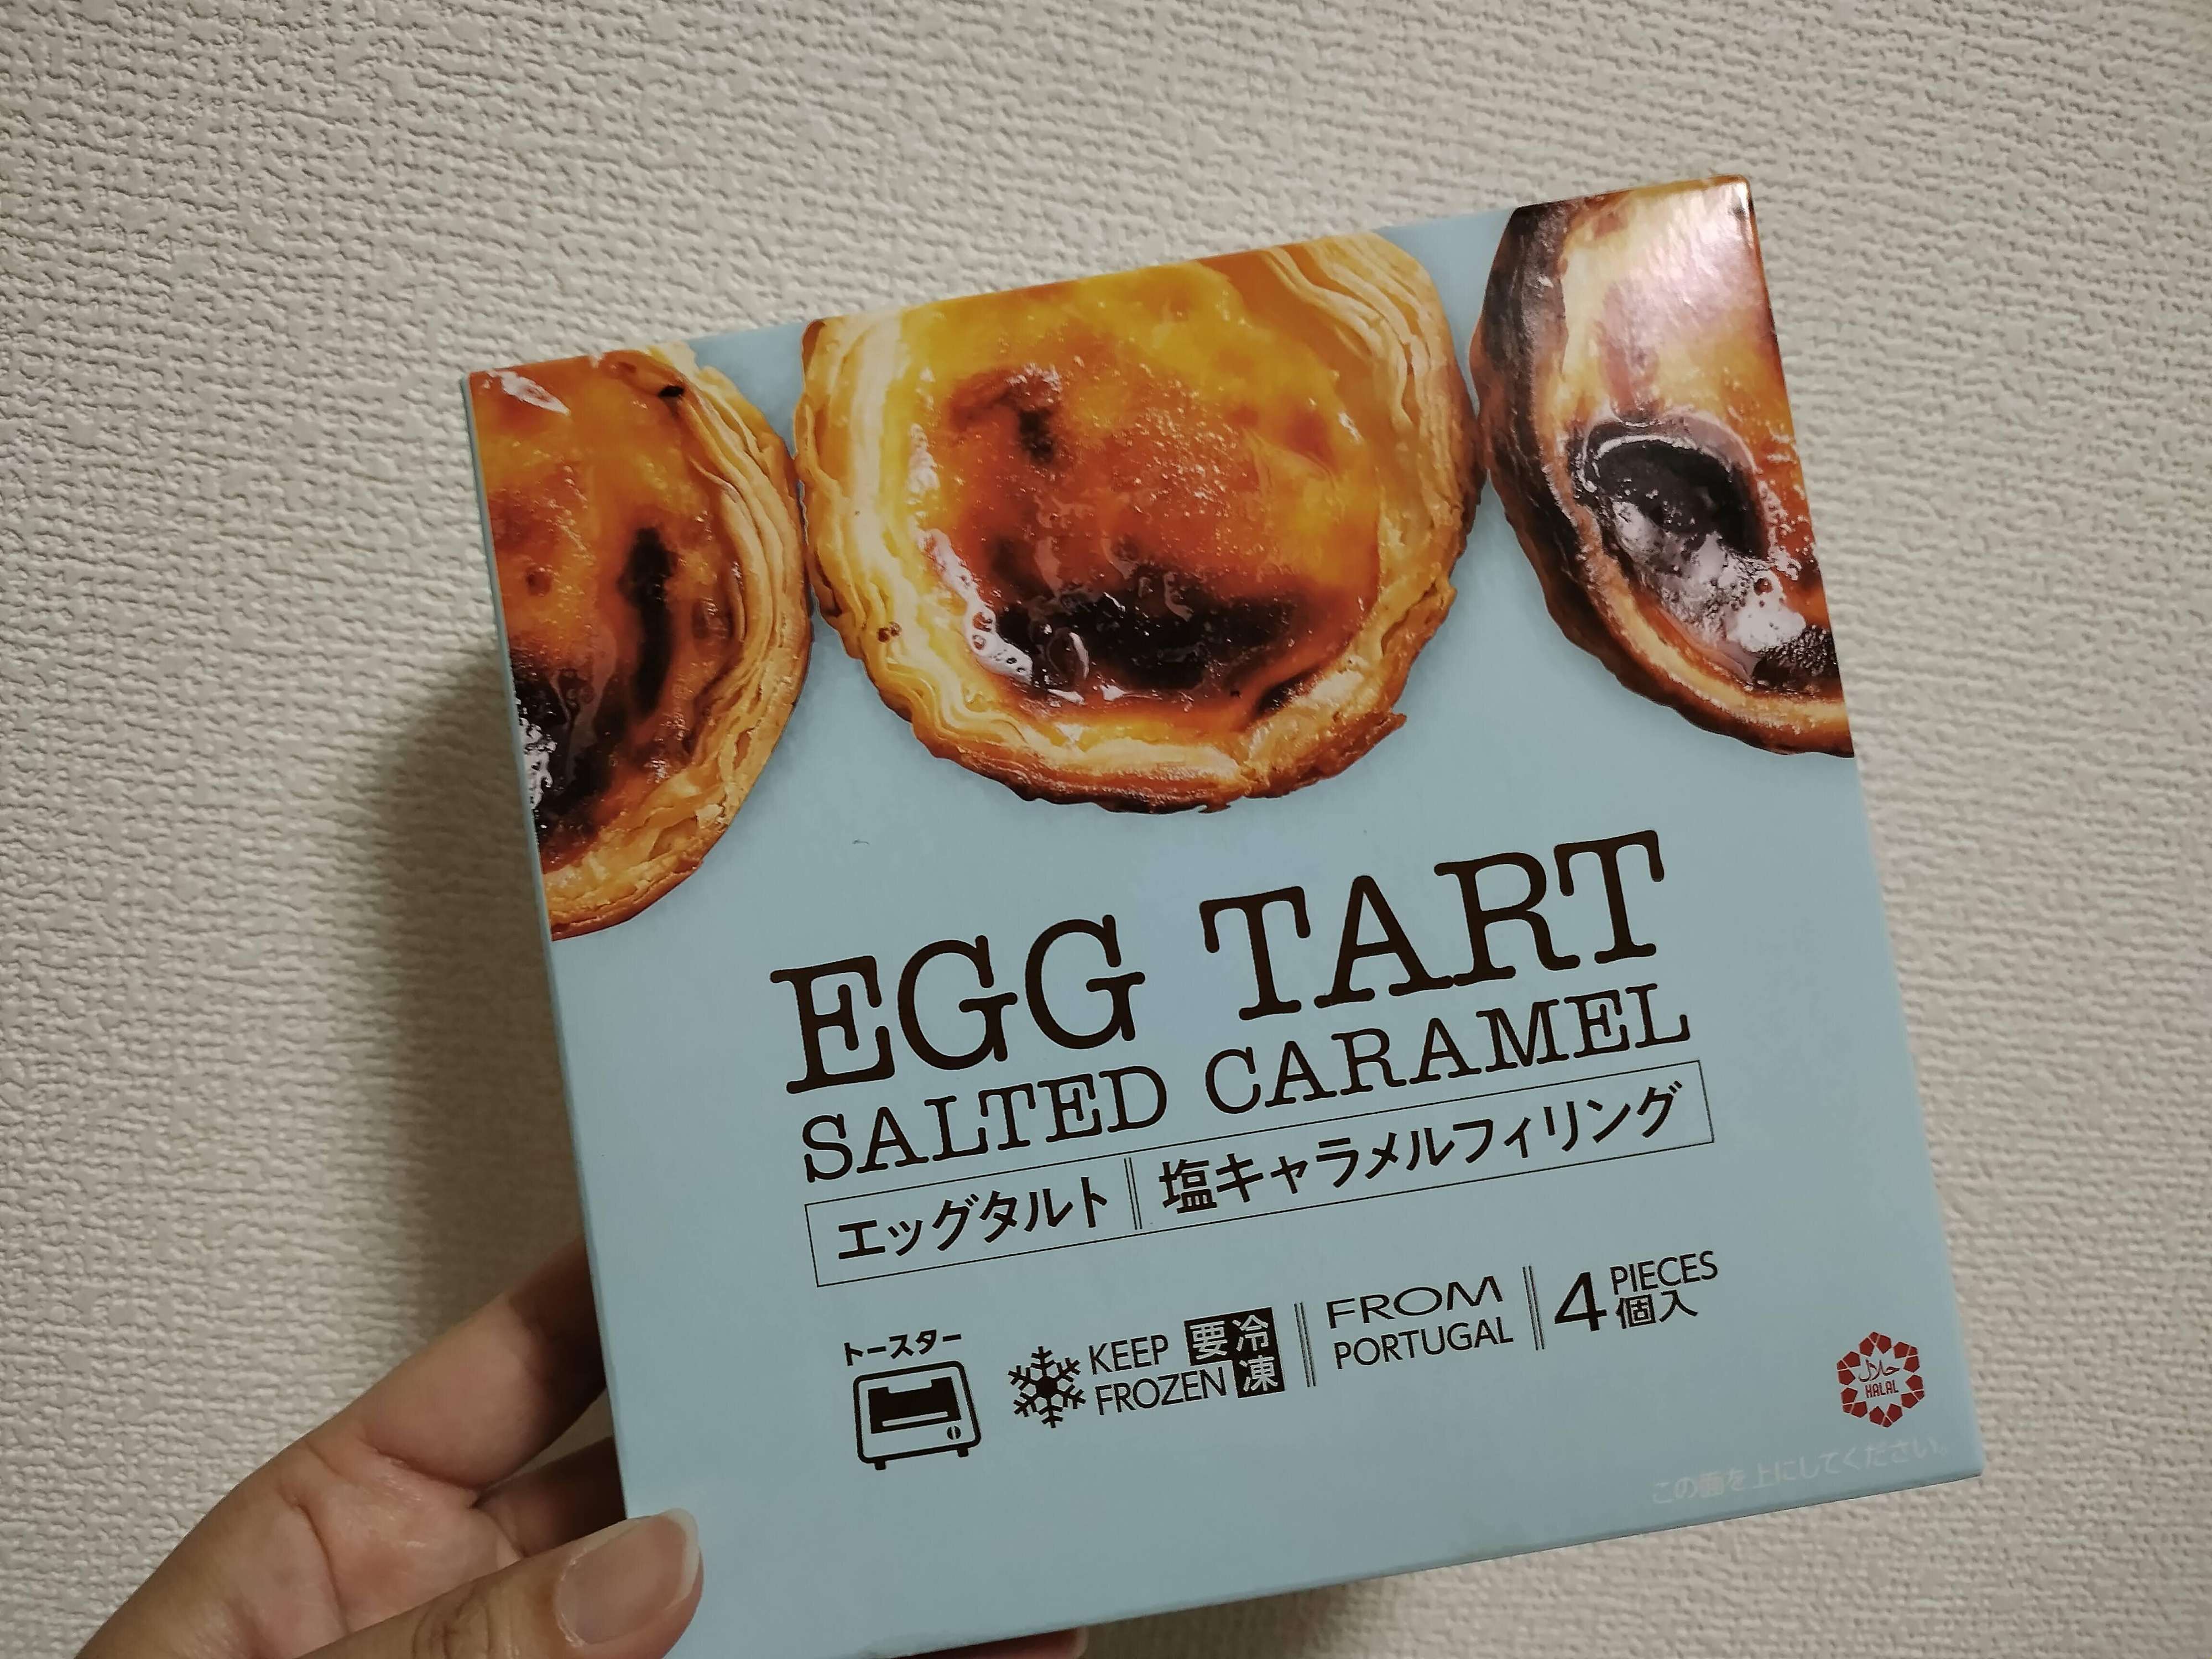 EGG TART
SALTED CARAMEL
エッグタルト 塩キャラメルフィリング
トースター
KEEP FROZEN
要冷凍
FROM PORTUGAL
4 PIECES
個入
حلال
HALAL
この面を上にしてください。